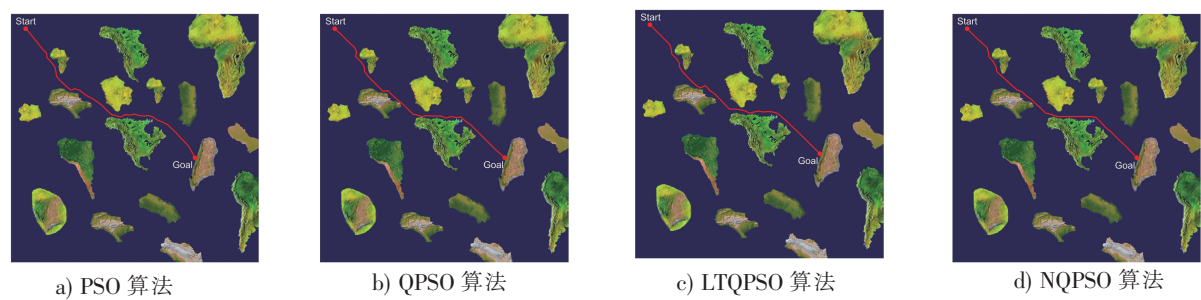 Start
Goal
a) PSO 算法
Start
Goal
b) QPSO 算法
Start
Goal
c) LTQPSO 算法
Start
Goal
d) NQPSO 算法